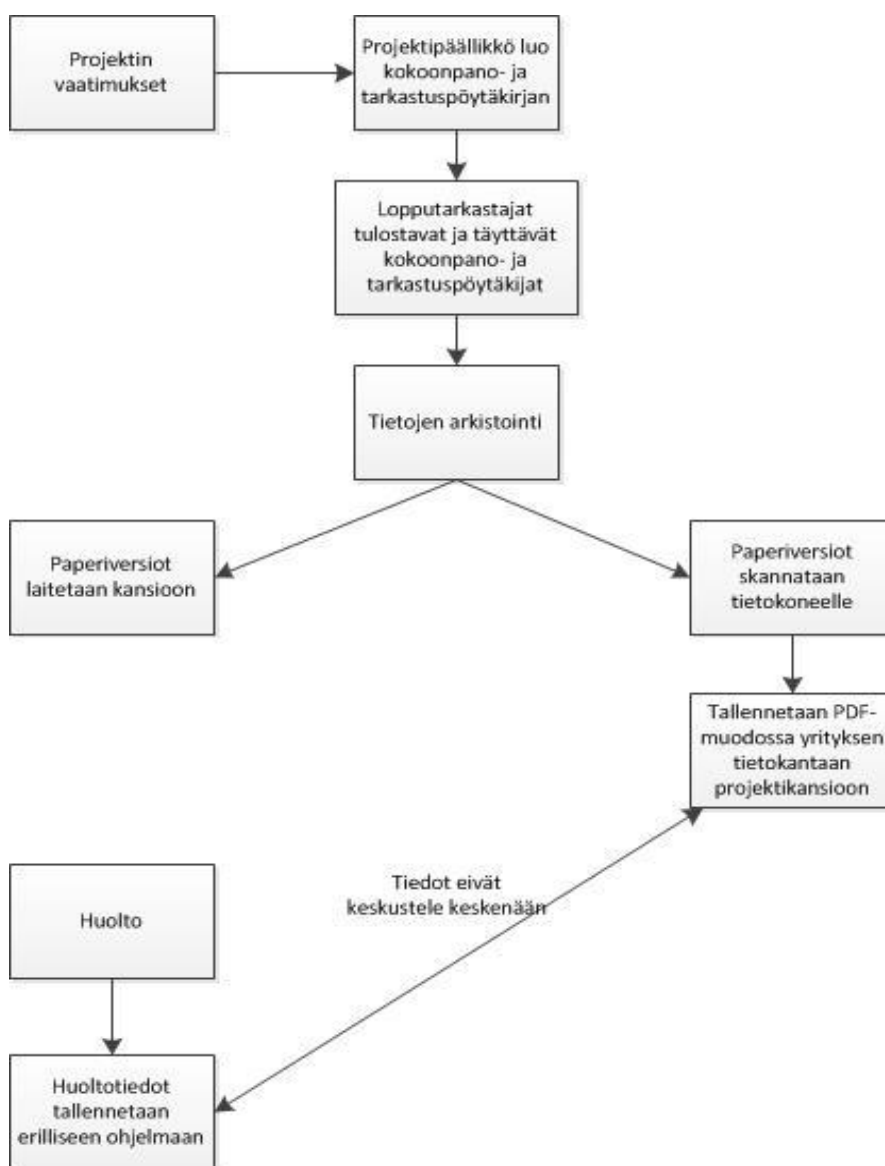 Projektin
vaatimukset
Projektipäällikkö luo
kokoonpano- ja
tarkastuspöytäkirjan
Lopputarkastajat
tulostavat ja täyttävät
kokoonpano- ja
tarkastuspöytäkijat
Tietojen arkistointi
Paperiversiot
laitetaan kansioon
Paperiversiot
skannataan
tietokoneelle
Tallennetaan PDF-
muodossa yrityksen
tietokantaan
projektikansioon
Tiedot eivät
keskustele keskenään
Huolto
Huoltotiedot
tallennetaan
erilliseen ohjelmaan